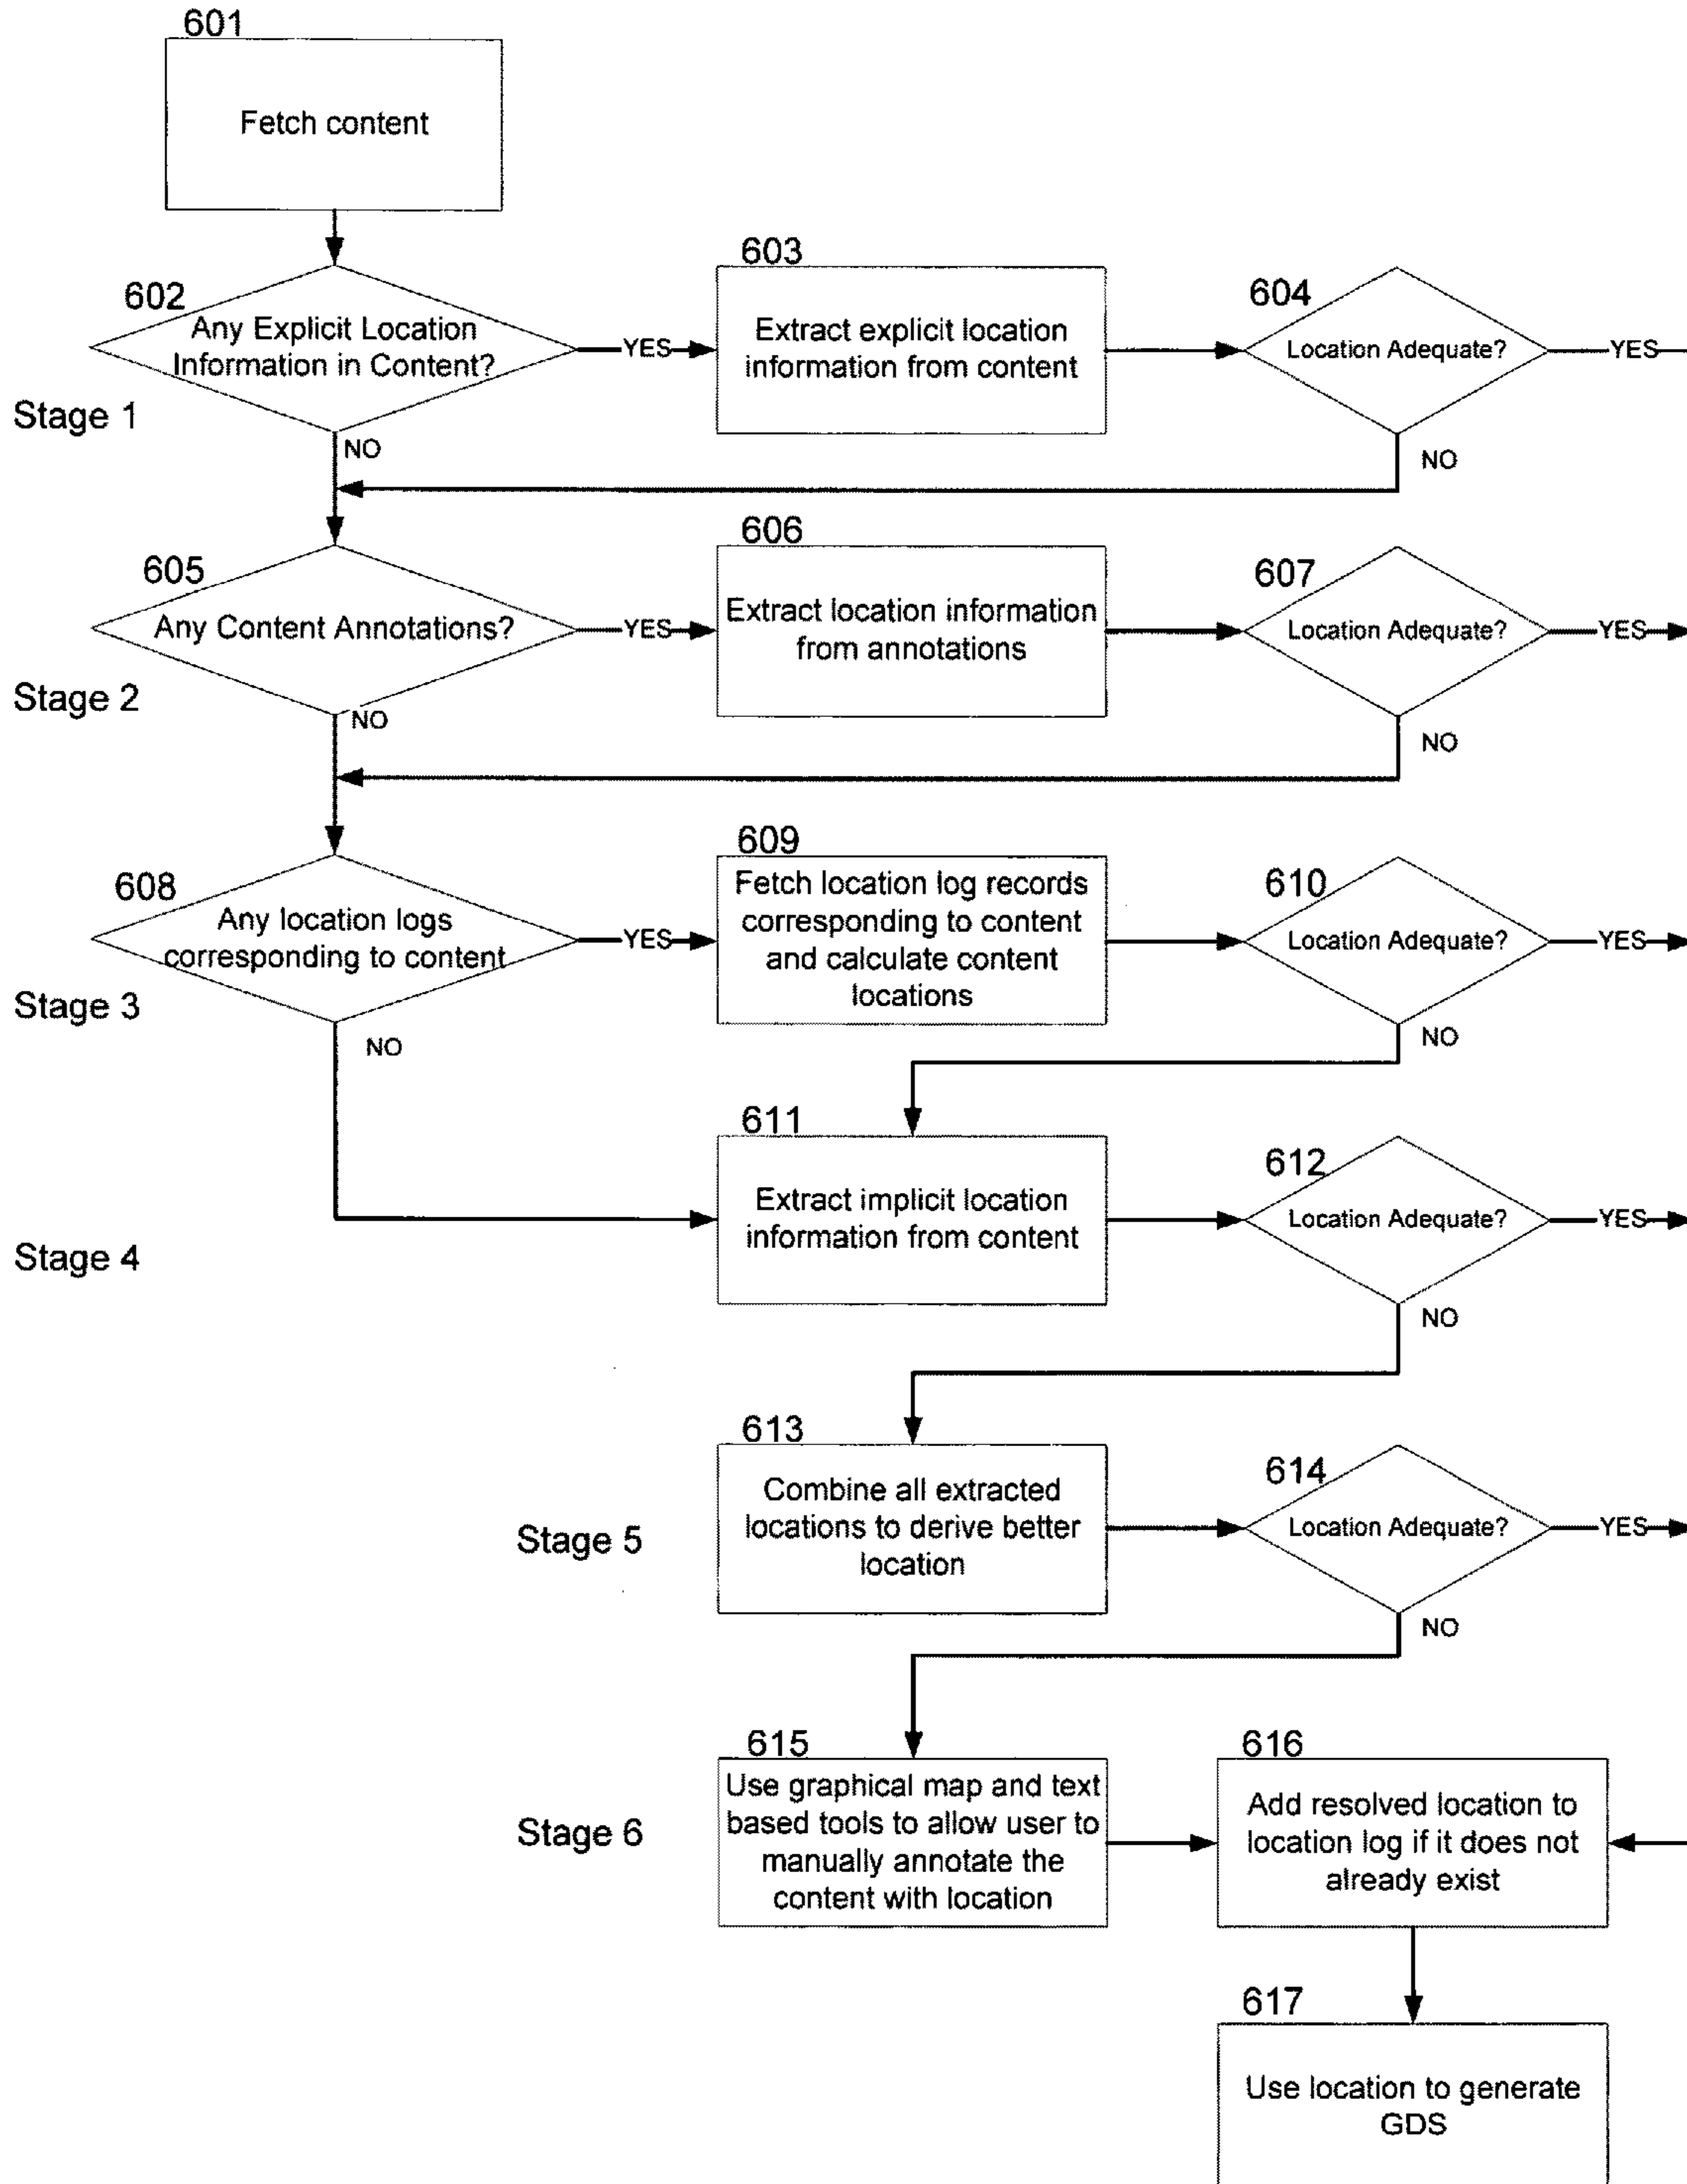 601
Fetch content
602
Any Explicit Location
Information in Content?
YES
603
Extract explicit location
information from content
604
Location Adequate?
YES
Stage 1
NO
NO
605
Any Content Annotations?
YES
606
Extract location information
from annotations
607
Location Adequate?
YES
Stage 2
NO
NO
608
Any location logs
corresponding to content
YES
609
Fetch location log records
corresponding to content
and calculate content
locations
610
Location Adequate?
YES
Stage 3
NO
NO
611
Extract implicit location
information from content
612
Location Adequate?
YES
Stage 4
NO
613
Combine all extracted
locations to derive better
location
614
Location Adequate?
YES
Stage 5
NO
615
Use graphical map and text
based tools to allow user to
manually annotate the
content with location
Stage 6
616
Add resolved location to
location log if it does not
already exist
617
Use location to generate
GDS